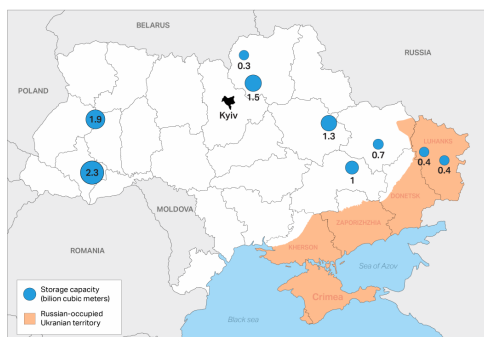 BELARUS
RUSSIA
POLAND
0.3
1.5
Kyiv
1.9
1.3
0.7
LUHANSK
0.4
0.4
2.3
1
DONETSK
MOLDOVA
ZAPORIZHZHIA
KHERSON
ROMANIA
Sea of Azov
Crimea
Black sea
Storage capacity
(bilion cubic meters)
Russian-occupied
Ukranian territory